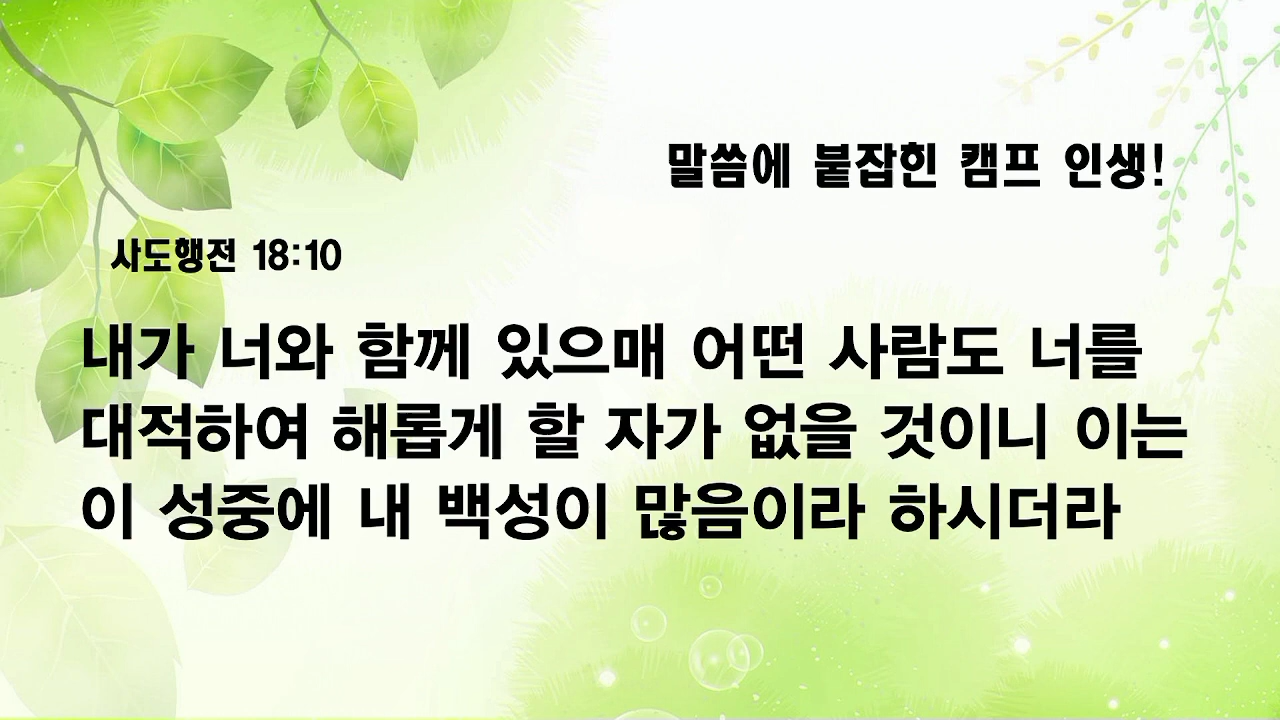 말씀에 붙잡힌 캠프 인생!
사도행전 18:10
내가 너와 함께 있으매 어떤 사람도 너를
대적하여 해롭게 할 자가 없을 것이니 이는
이 성중에 내 백성이 많음이라 하시더라